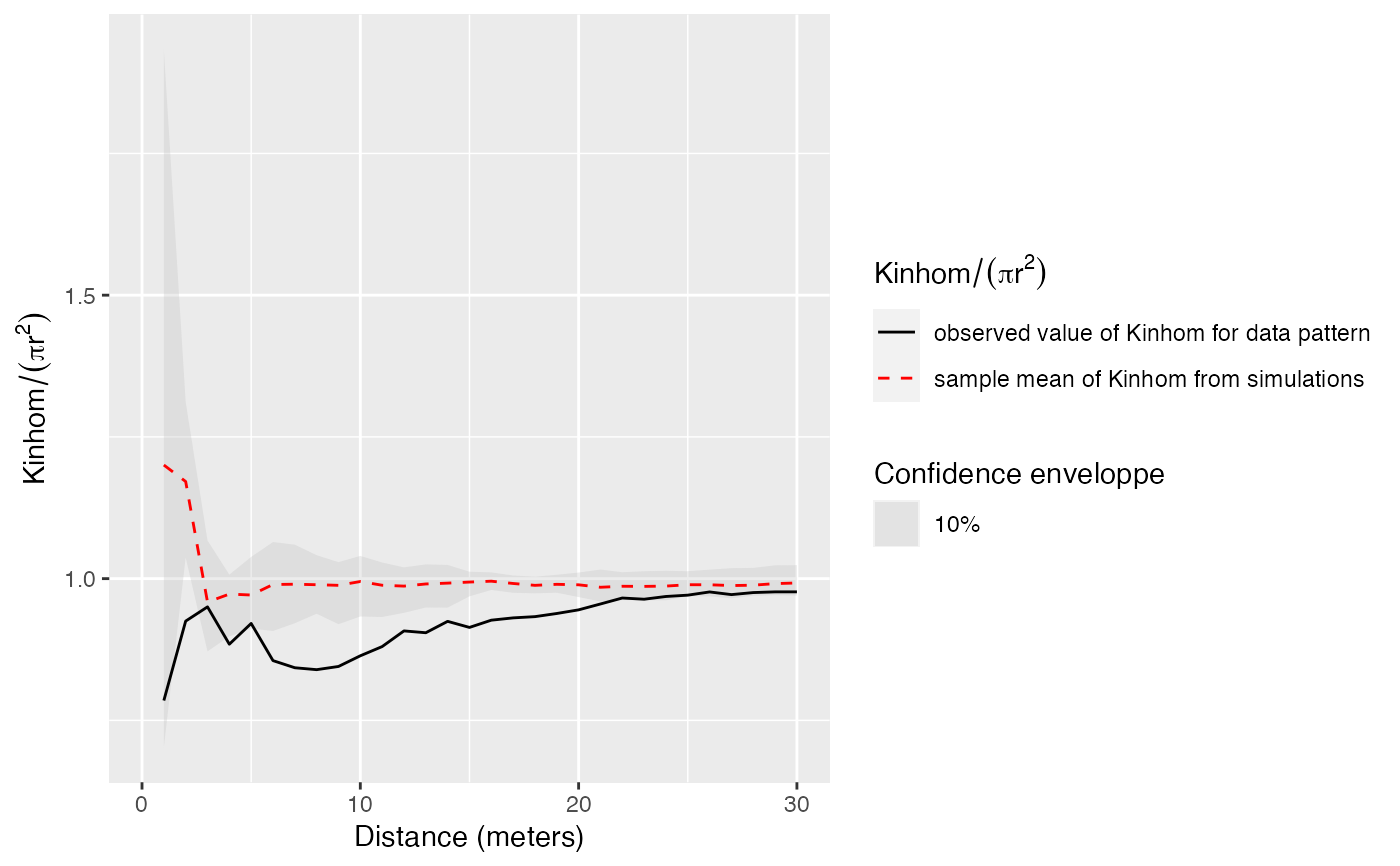 Kinhom/(πr²)
1.5
1.0
0
10
20
30
Distance (meters)
Kinhom/(πr²)
observed value of Kinhom for data pattern
sample mean of Kinhom from simulations
Confidence enveloppe
10%